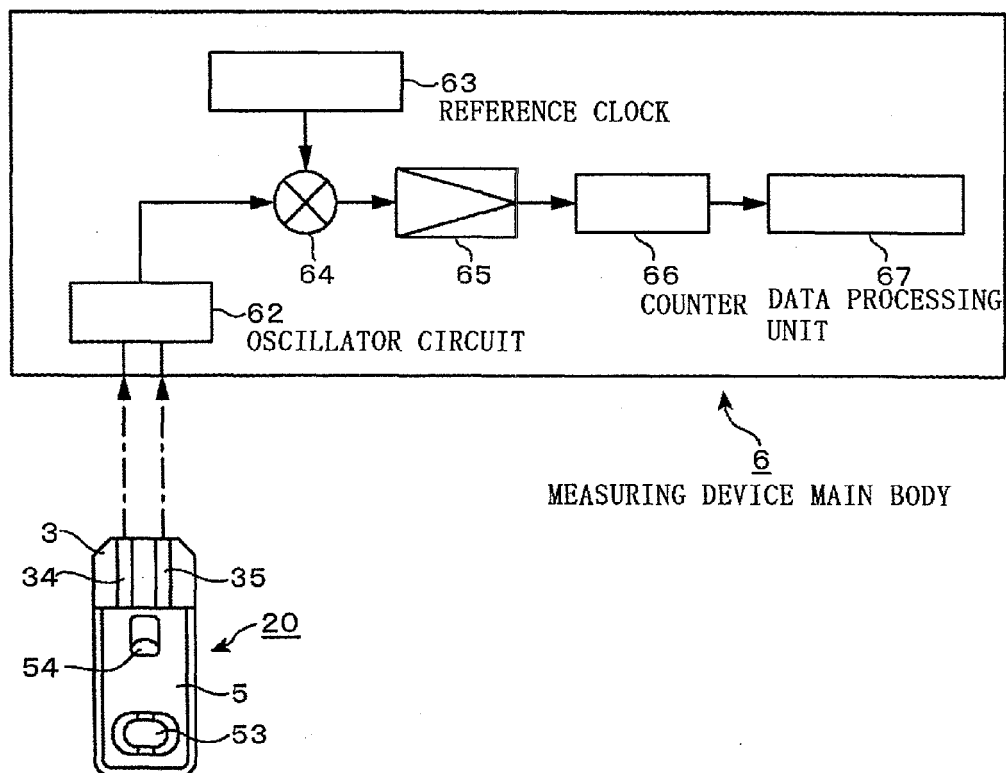 63
REFERENCE CLOCK
64
65
66
COUNTER
67
DATA PROCESSING
UNIT
62
OSCILLATOR CIRCUIT
6
MEASURING DEVICE MAIN BODY
3
34
35
20
54
5
53